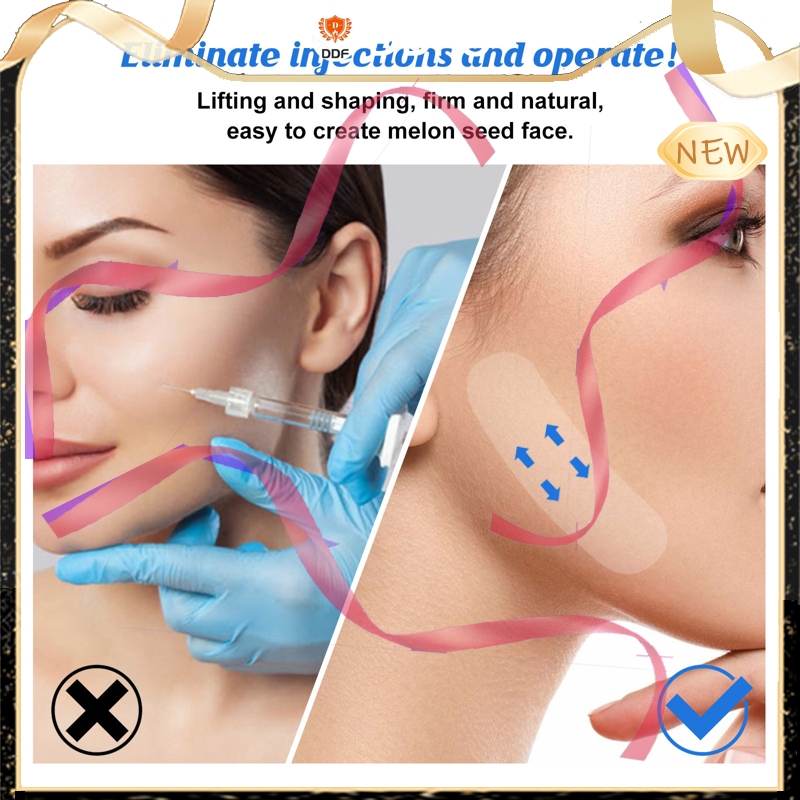 DDF
Eliminate injections and operate!
Lifting and shaping, firm and natural,
easy to create melon seed face.
NEW